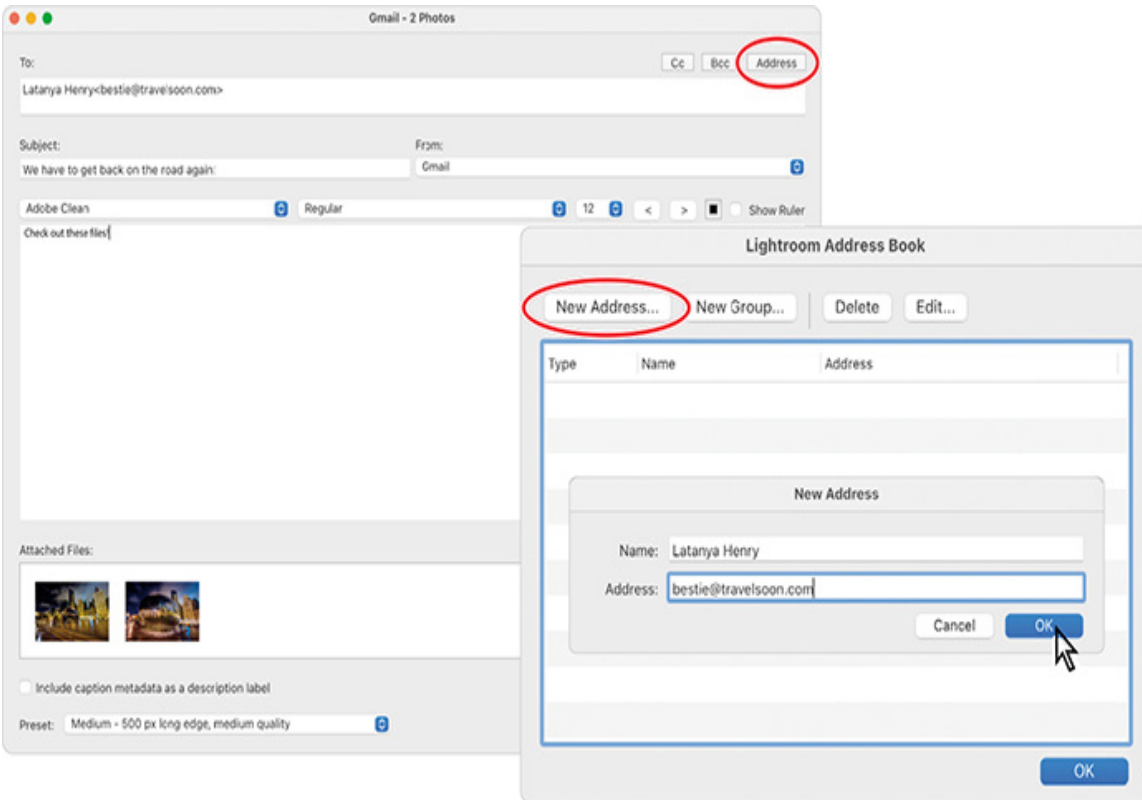 Gmail - 2 Photos
To:
Cc Bcc Address
Latanya Henry<bestie@travelsoon.com>
Subject: From:
We have to get back on the road again! Gmail
Adobe Clean Regular 12 < > Show Ruler
Check out these files!
Lightroom Address Book
New Address... New Group... Delete Edit...
Type Name Address
New Address
Name: Latanya Henry
Address: bestie@travelsoon.com
Cancel OK
Attached Files:
Include caption metadata as a description label
Preset: Medium - 500 px long edge, medium quality
OK